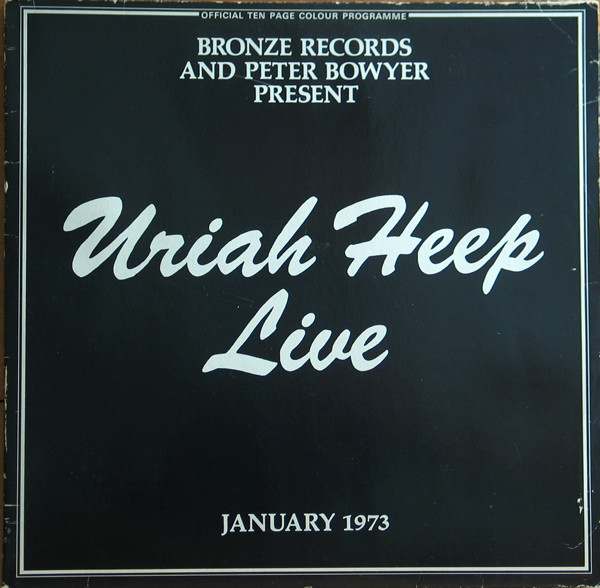 OFFICIAL TEN PAGE COLOUR PROGRAMME
BRONZE RECORDS
AND PETER BOWYER
PRESENT
Uriah Heep
Live
JANUARY 1973